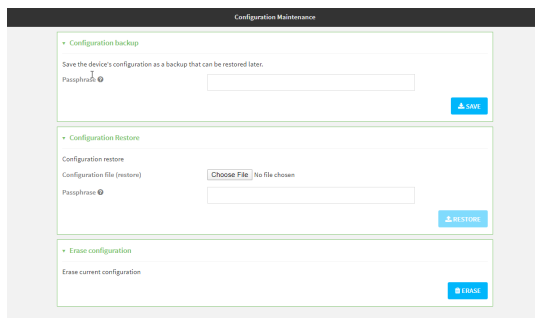 Configuration Maintenance
Configuration backup
Save the device's configuration as a backup that can be restored later.
Passphrase
SAVE
Configuration Restore
Configuration restore
Configuration file (restore) Choose File No file chosen
Passphrase
RESTORE
Erase configuration
Erase current configuration
ERASE